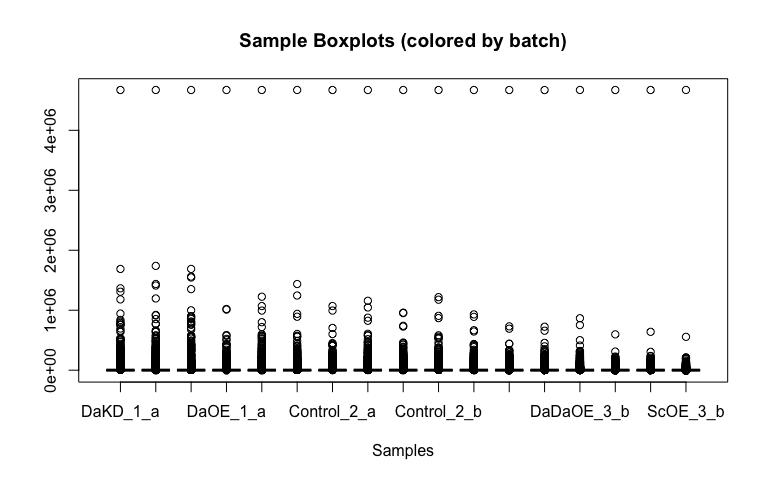 Sample Boxplots (colored by batch)
4e+06
3e+06
2e+06
1e+06
0e+00
DaKD_1_a DaOE_1_a Control_2_a Control_2_b DaDaOE_3_b ScOE_3_b
Samples